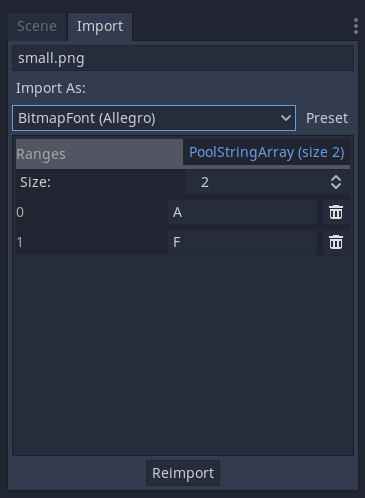 Scene Import
small.png
Import As:
BitmapFont (Allegro) Preset
Ranges PoolStringArray (size 2)
Size: 2
0 A
1 F
Reimport